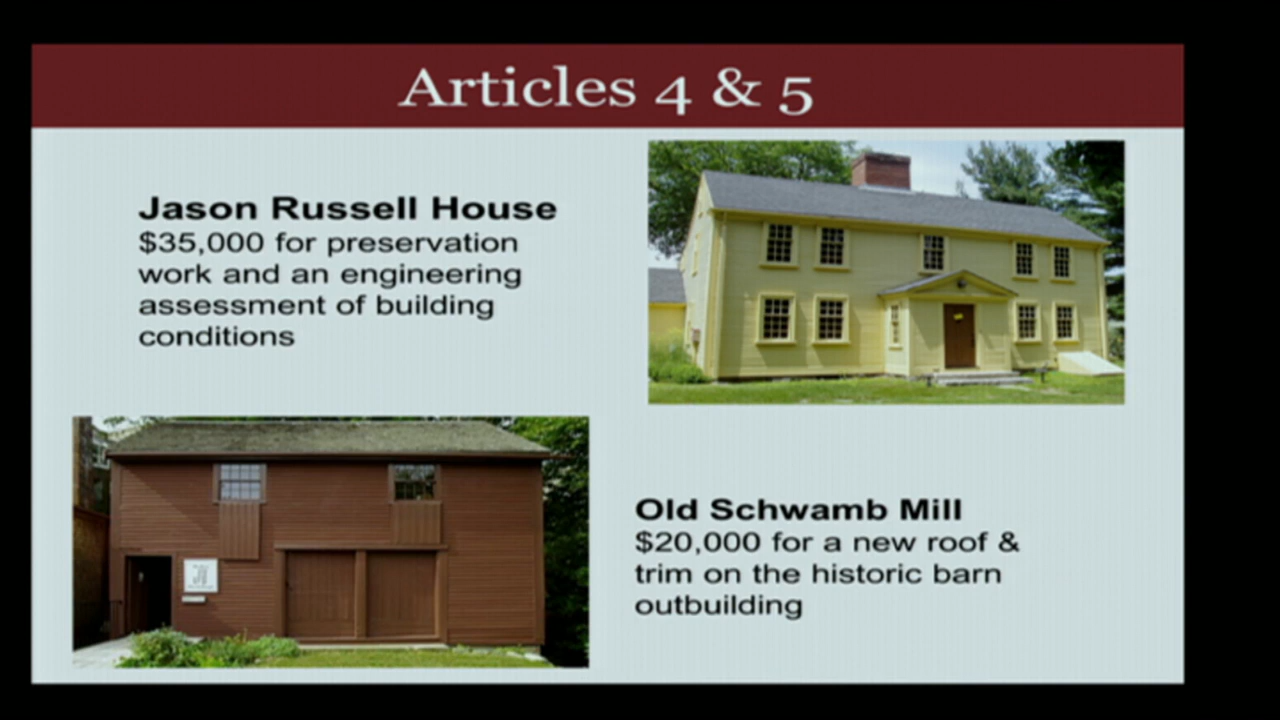 Articles 4 & 5
Jason Russell House
$35,000 for preservation
work and an engineering
assessment of building
conditions
Old Schwamb Mill
$20,000 for a new roof &
trim on the historic barn
outbuilding